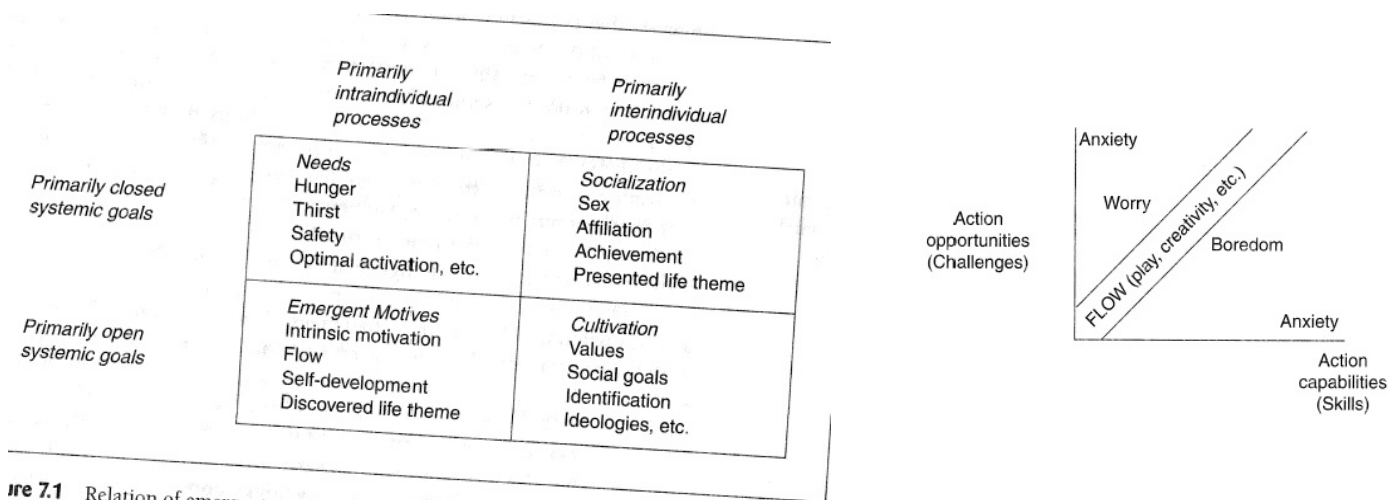 Primarily
intraindividual
processes
Primarily
interindividual
processes
Primarily closed
systemic goals
Needs
Hunger
Thirst
Safety
Optimal activation, etc.
Socialization
Sex
Affiliation
Achievement
Presented life theme
Primarily open
systemic goals
Emergent Motives
Intrinsic motivation
Flow
Self-development
Discovered life theme
Cultivation
Values
Social goals
Identification
Ideologies, etc.
7.1 Relation of
Action
opportunities
(Challenges)
Anxiety
Worry
FLOW (play, creativity, etc.)
Boredom
Anxiety
Action
capabilities
(Skills)